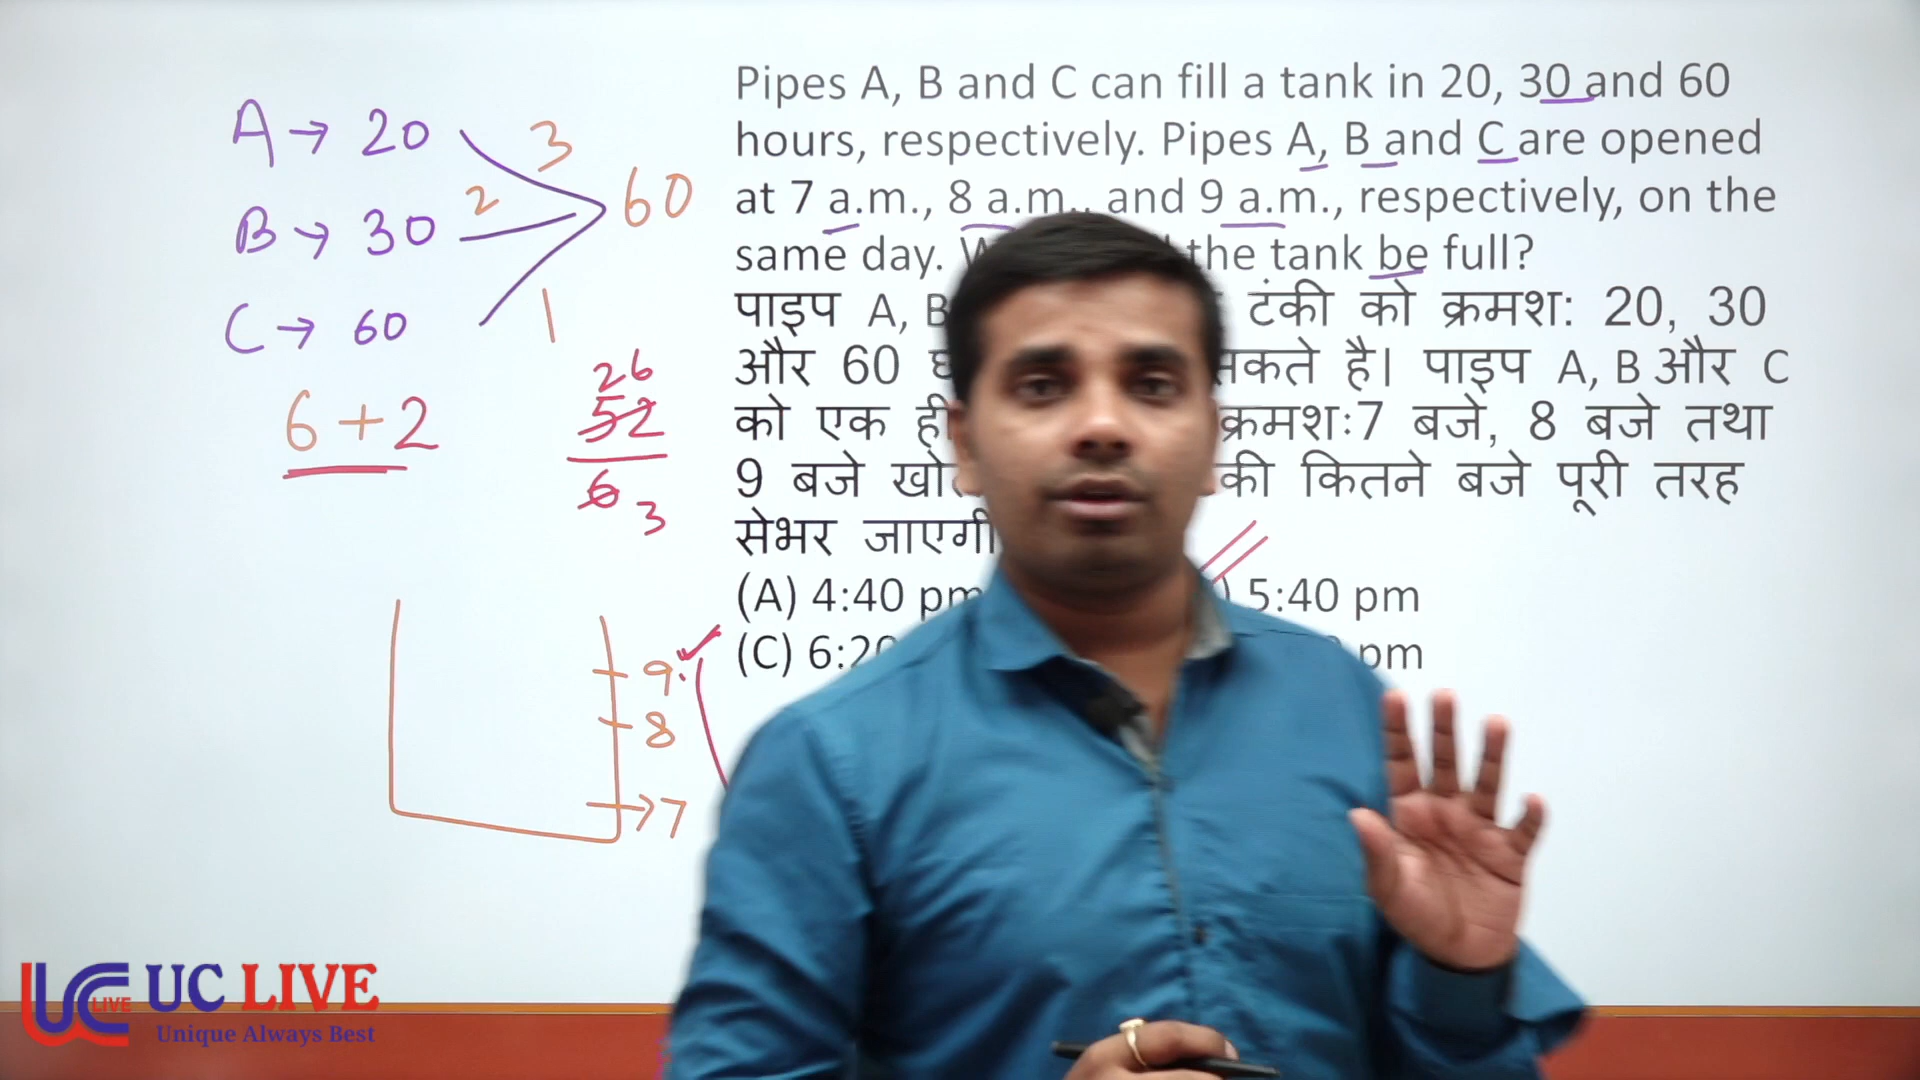 A → 20
B → 30
C → 60
3
2
1
60
6 + 2
26
52
6 3
9
8
7
Pipes A, B and C can fill a tank in 20, 30 and 60
hours, respectively. Pipes A, B and C are opened
at 7 a.m., 8 a.m., and 9 a.m., respectively, on the
same day. the tank be full?
पाइप A, B टंकी को क्रमश: 20, 30
और 60 सकते है। पाइप A, B और C
को एक ही क्रमशः7 बजे, 8 बजे तथा
9 बजे की कितने बजे पूरी तरह
सेभर जाएगी
(A) 4:40 pm 5:40 pm
(C) pm
UC LIVE
LIVE
Unique Always Best